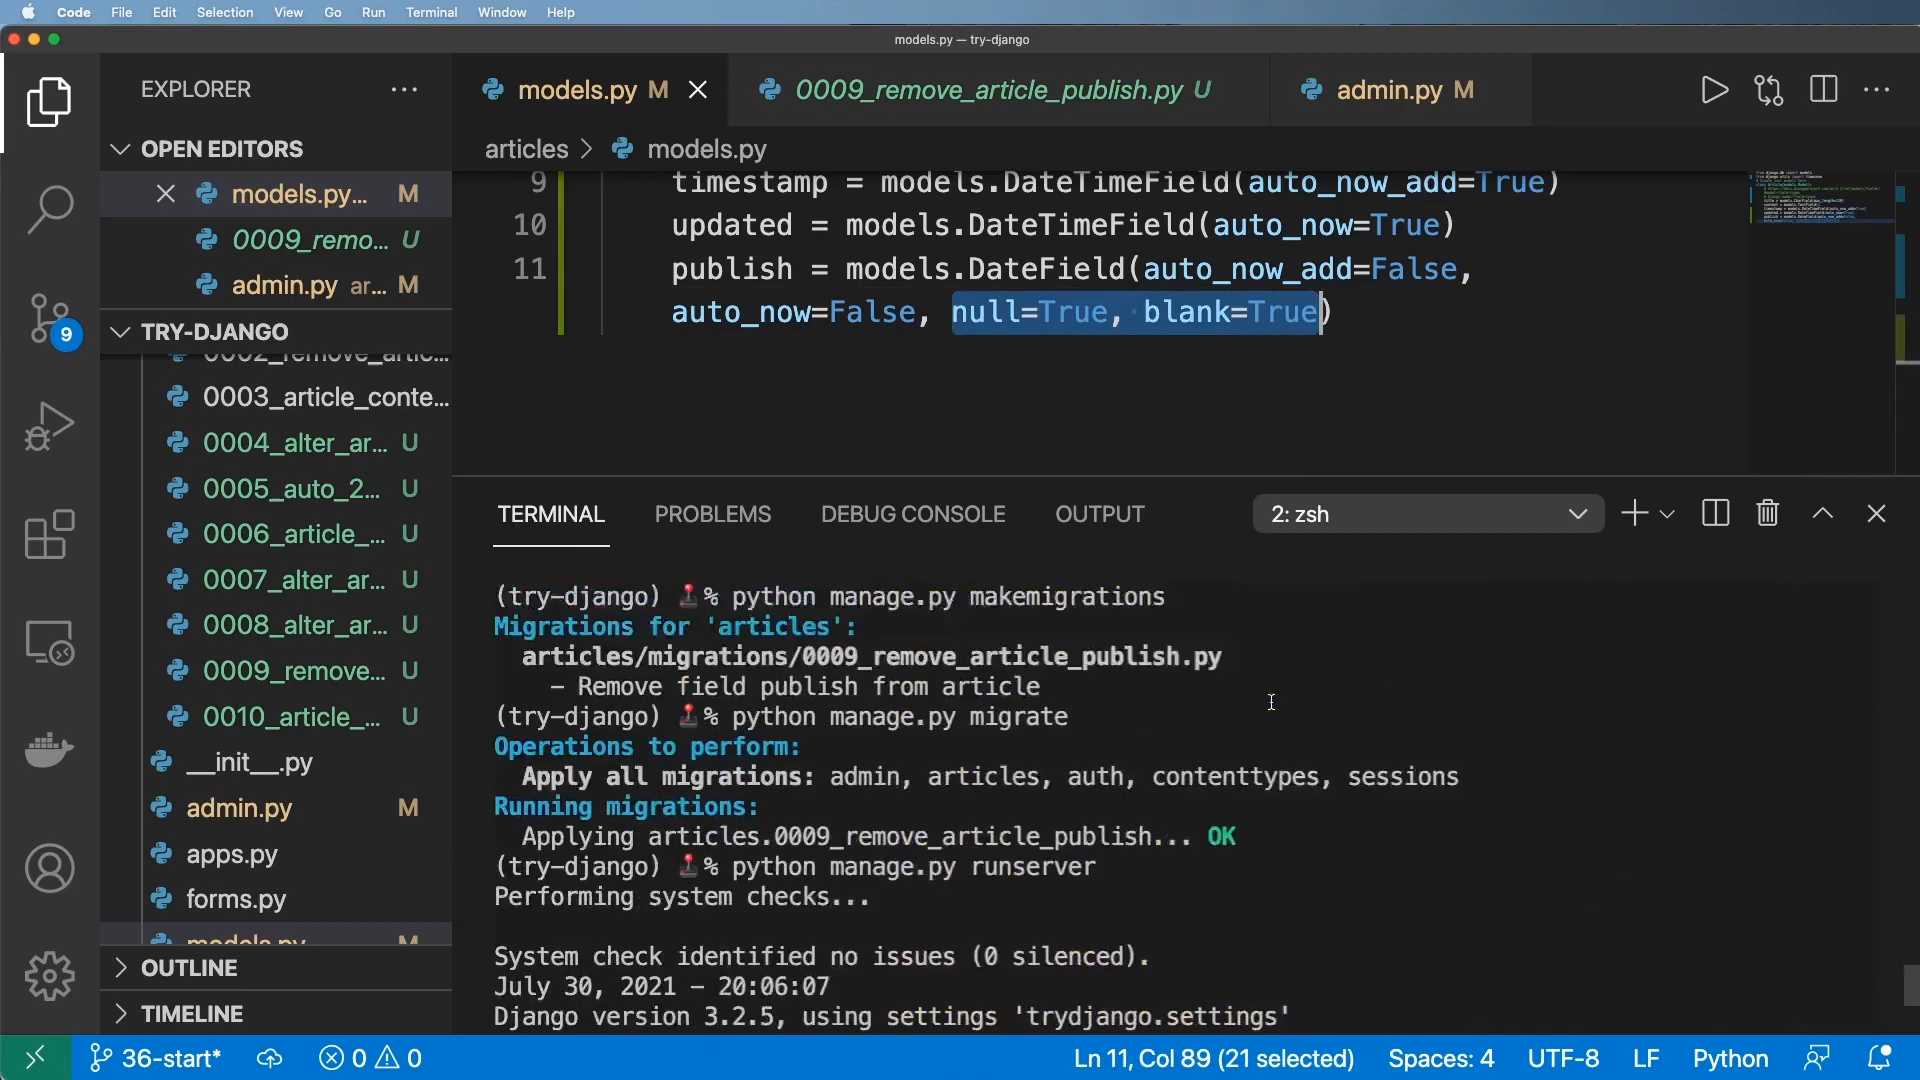 Code File Edit Selection View Go Run Terminal Window Help
models.py — try-django
EXPLORER
OPEN EDITORS
models.py... M
0009_remo... U
admin.py ar... M
9
TRY-DJANGO
0002_remove_artic...
0003_article_conte...
0004_alter_ar... U
0005_auto_2... U
0006_article_... U
0007_alter_ar... U
0008_alter_ar... U
0009_remove... U
0010_article_... U
__init__.py
admin.py M
apps.py
forms.py
models.py M
OUTLINE
TIMELINE
models.py M
0009_remove_article_publish.py U
admin.py M
articles > models.py
9 timestamp = models.DateTimeField(auto_now_add=True)
10 updated = models.DateTimeField(auto_now=True)
11 publish = models.DateField(auto_now_add=False,
auto_now=False, null=True, blank=True)
TERMINAL PROBLEMS DEBUG CONSOLE OUTPUT 2: zsh
(try-django) 🕹% python manage.py makemigrations
Migrations for 'articles':
articles/migrations/0009_remove_article_publish.py
– Remove field publish from article
(try-django) 🕹% python manage.py migrate
Operations to perform:
Apply all migrations: admin, articles, auth, contenttypes, sessions
Running migrations:
Applying articles.0009_remove_article_publish... OK
(try-django) 🕹% python manage.py runserver
Performing system checks...
System check identified no issues (0 silenced).
July 30, 2021 – 20:06:07
Django version 3.2.5, using settings 'trydjango.settings'
36-start* 0 0 Ln 11, Col 89 (21 selected) Spaces: 4 UTF-8 LF Python